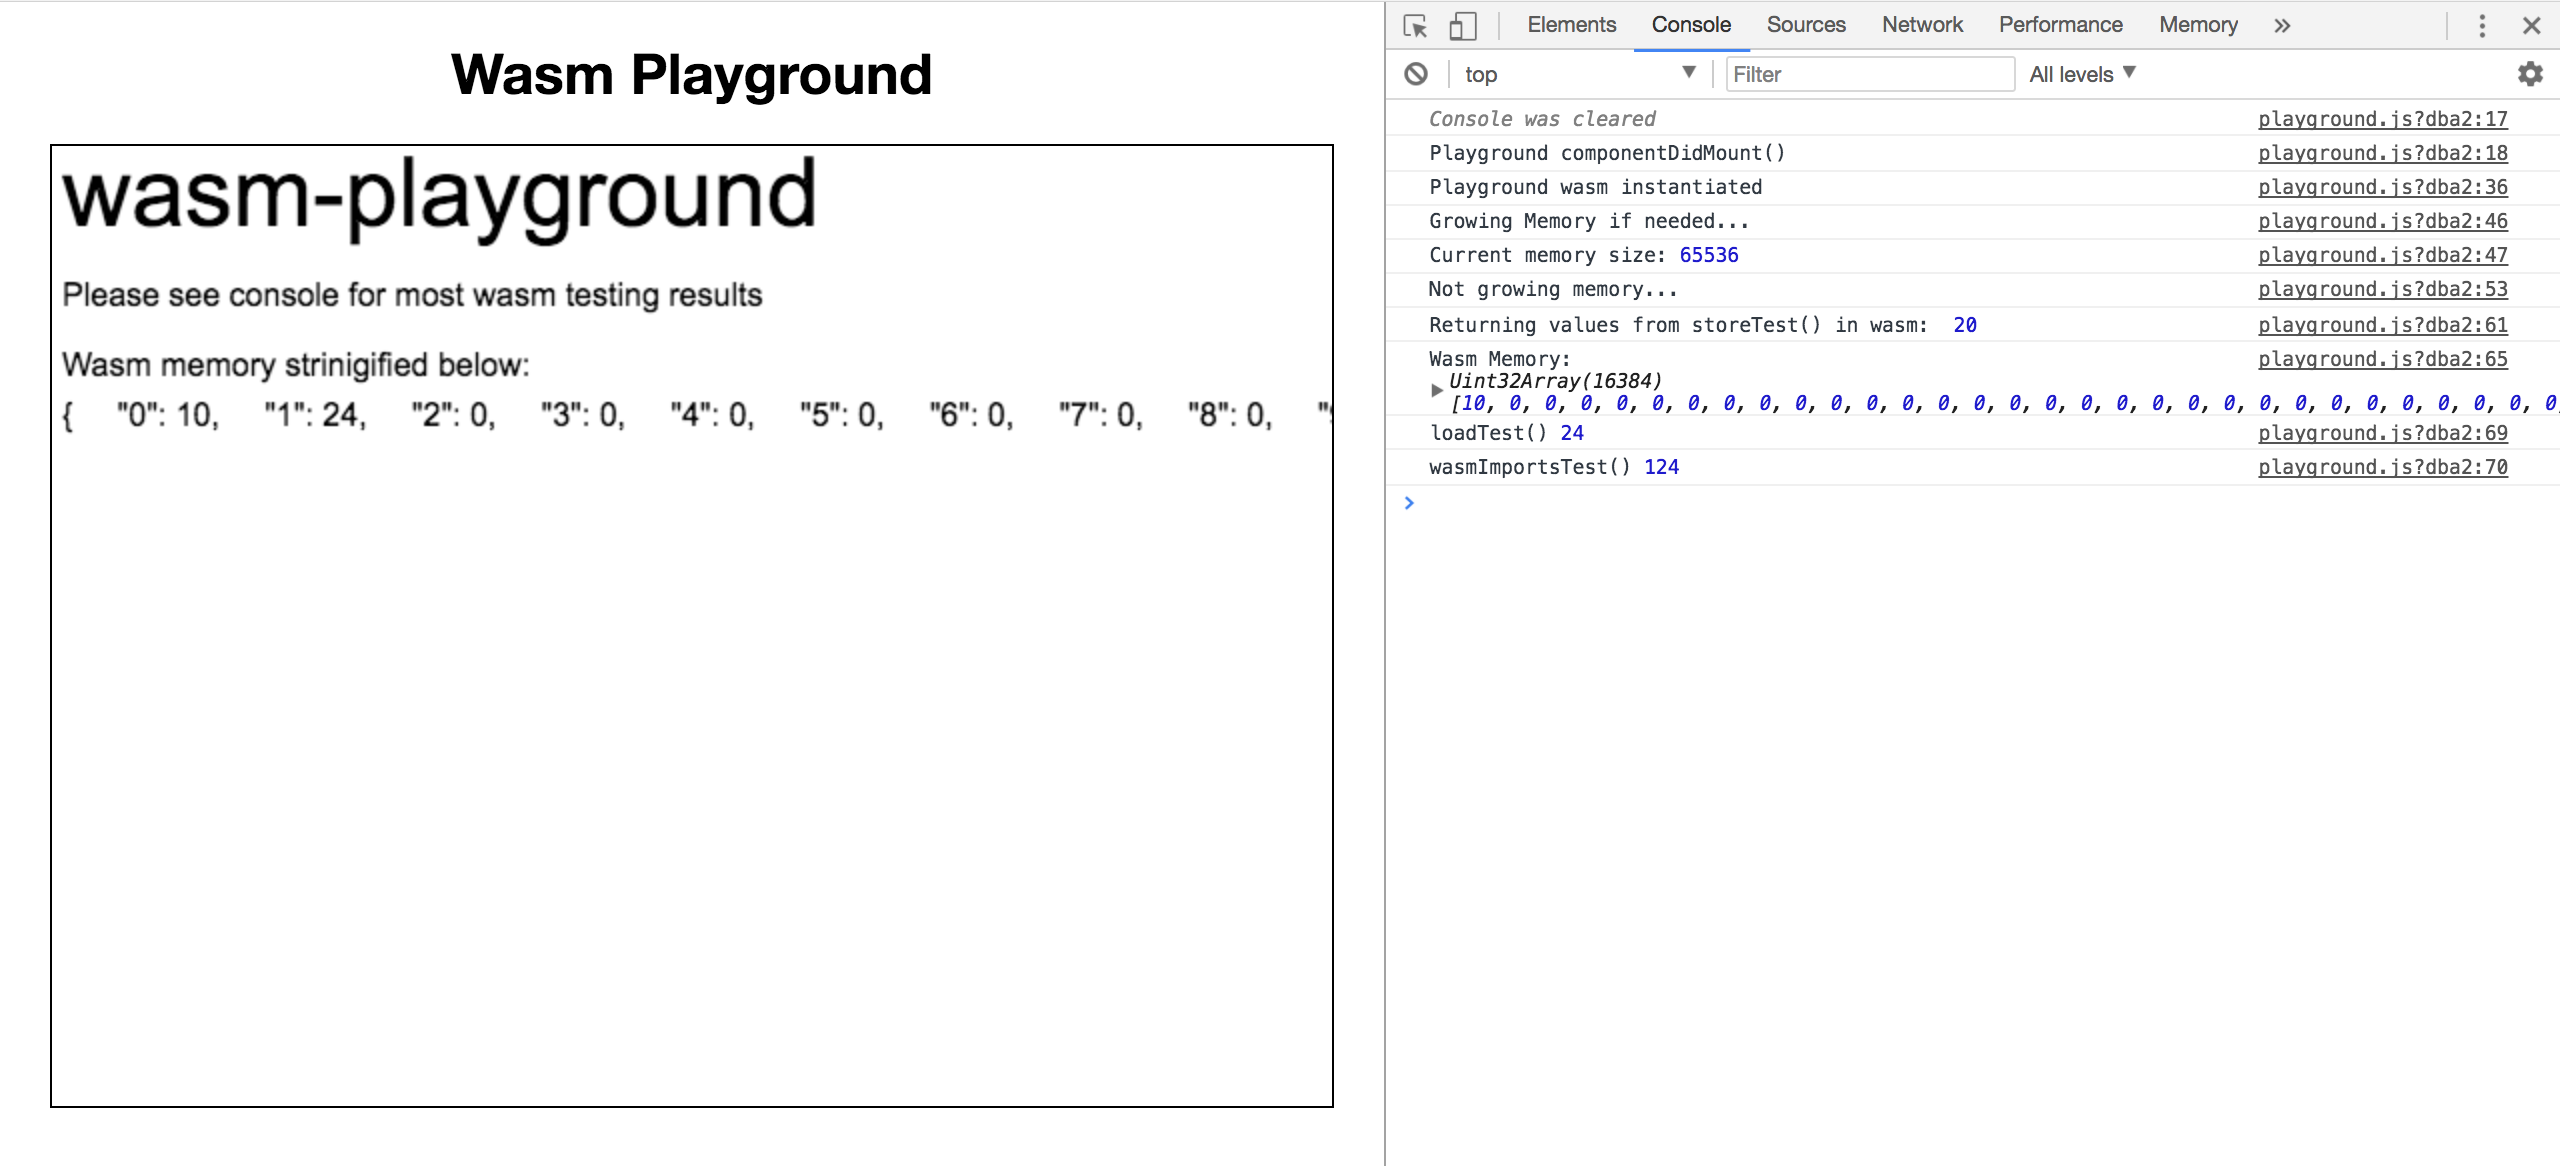 Wasm Playground
wasm-playground
Please see console for most wasm testing results
Wasm memory strinigified below:
{ "0": 10, "1": 24, "2": 0, "3": 0, "4": 0, "5": 0, "6": 0, "7": 0, "8": 0,
Elements Console Sources Network Performance Memory »
top ▼ Filter All levels ▼
Console was cleared playground.js?dba2:17
Playground componentDidMount() playground.js?dba2:18
Playground wasm instantiated playground.js?dba2:36
Growing Memory if needed... playground.js?dba2:46
Current memory size: 65536 playground.js?dba2:47
Not growing memory... playground.js?dba2:53
Returning values from storeTest() in wasm: 20 playground.js?dba2:61
Wasm Memory: playground.js?dba2:65
Uint32Array(16384)
[10, 0, 0, 0, 0, 0, 0, 0, 0, 0, 0, 0, 0, 0, 0, 0, 0, 0, 0, 0, 0, 0, 0, 0, 0, 0, 0, 0, 0, 0, 0
loadTest() 24 playground.js?dba2:69
wasmImportsTest() 124 playground.js?dba2:70
>